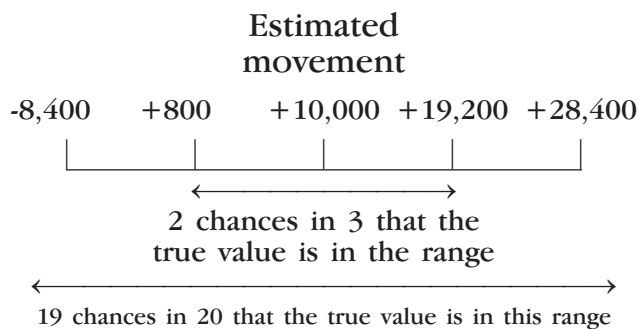 Estimated
movement
-8,400 +800 +10,000 +19,200 +28,400
2 chances in 3 that the
true value is in the range
19 chances in 20 that the true value is in this range